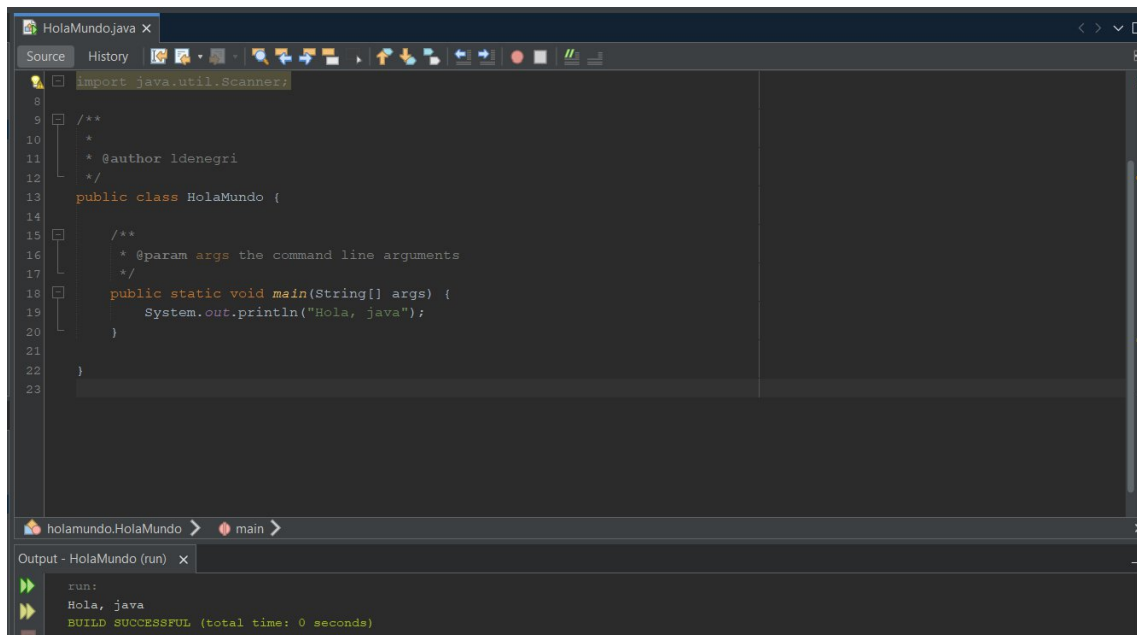 HolaMundo.java
Source History
import java.util.Scanner;
8
9 /**
10 *
11 * @author ldenegri
12 */
13 public class HolaMundo {
14
15 /**
16 * @param args the command line arguments
17 */
18 public static void main(String[] args) {
19 System.out.println("Hola, java");
20 }
21
22 }
23
holamundo.HolaMundo main
Output - HolaMundo (run)
run:
Hola, java
BUILD SUCCESSFUL (total time: 0 seconds)